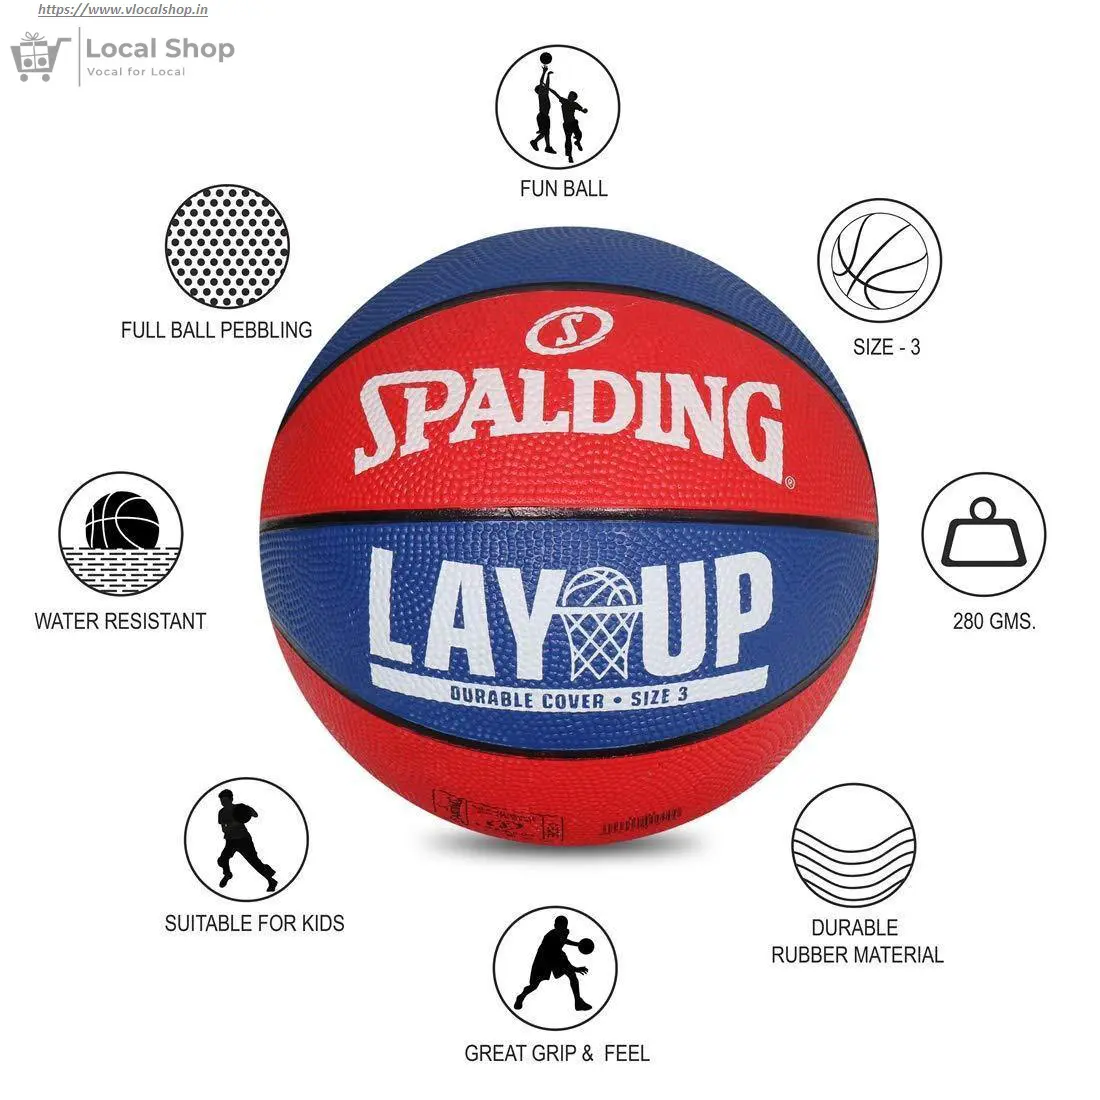 https://www.vlocalshop.in
Local Shop
Vocal for Local
FUN BALL
FULL BALL PEBBLING
SIZE - 3
S
SPALDING®
LAY UP
DURABLE COVER • SIZE 3
WATER RESISTANT
280 GMS.
SUITABLE FOR KIDS
DURABLE
RUBBER MATERIAL
GREAT GRIP & FEEL